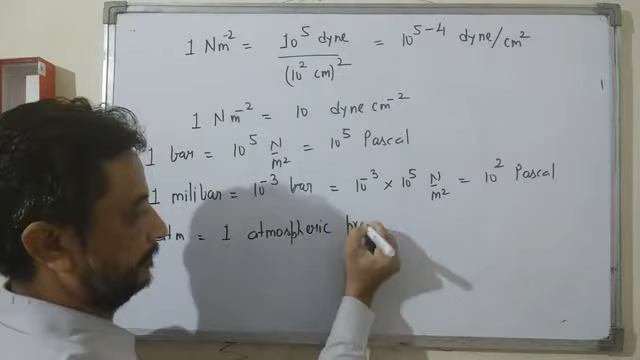 1 Nm⁻² = 10⁵ dyne / (10² cm)² = 10⁵⁻⁴ dyne/cm²
1 Nm⁻² = 10 dyne cm⁻²
1 bar = 10⁵ N/m² = 10⁵ Pascal
1 milibar = 10⁻³ bar = 10⁻³ × 10⁵ N/m² = 10² Pascal
= 1 atmospheric